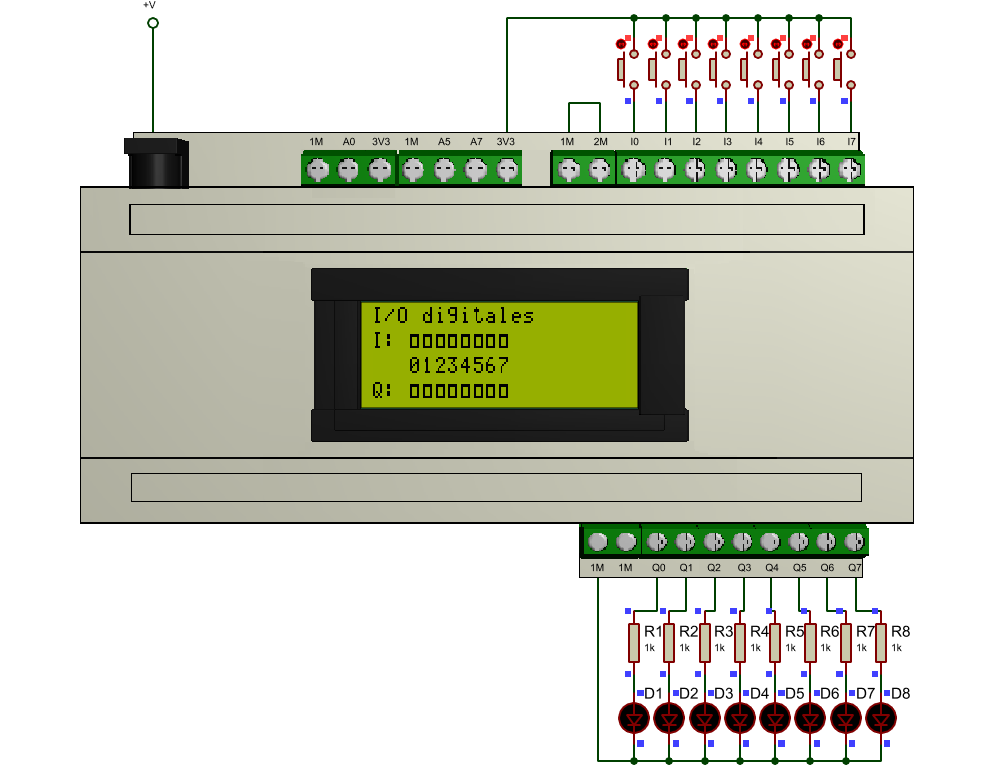 +V
1M A0 3V3 1M A5 A7 3V3 1M 2M I0 I1 I2 I3 I4 I5 I6 I7
I/O digitales
I: 00000000
01234567
Q: 00000000
1M 1M Q0 Q1 Q2 Q3 Q4 Q5 Q6 Q7
R1 R2 R3 R4 R5 R6 R7 R8
1k 1k 1k 1k 1k 1k 1k 1k
D1 D2 D3 D4 D5 D6 D7 D8